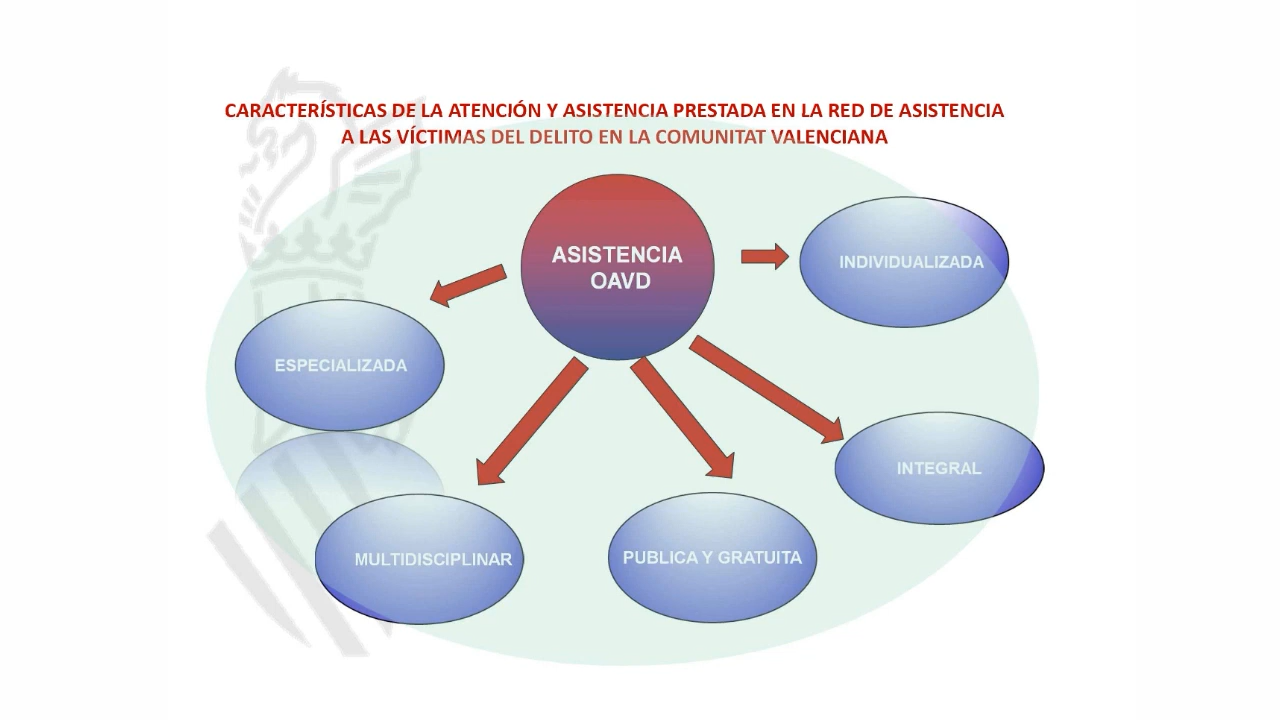 CARACTERÍSTICAS DE LA ATENCIÓN Y ASISTENCIA PRESTADA EN LA RED DE ASISTENCIA
A LAS VÍCTIMAS DEL DELITO EN LA COMUNITAT VALENCIANA
ASISTENCIA
OAVD
INDIVIDUALIZADA
ESPECIALIZADA
INTEGRAL
MULTIDISCIPLINAR
PUBLICA Y GRATUITA